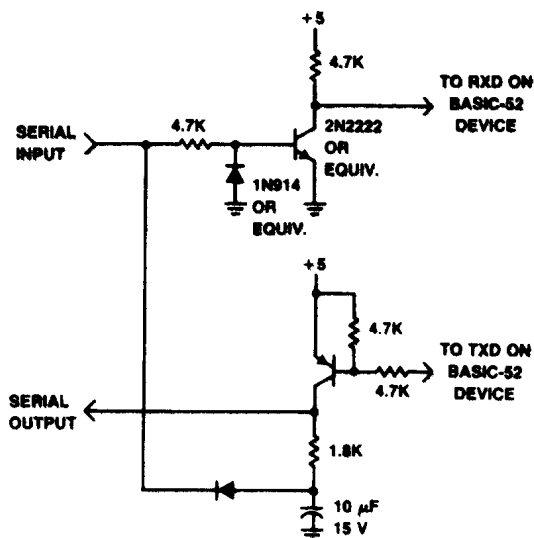 +5
4.7K
TO RXD ON
BASIC-52
DEVICE
SERIAL
INPUT
4.7K
2N2222
OR
EQUIV.
1N914
OR
EQUIV.
+5
4.7K
TO TXD ON
BASIC-52
DEVICE
4.7K
SERIAL
OUTPUT
1.8K
10 µF
15 V